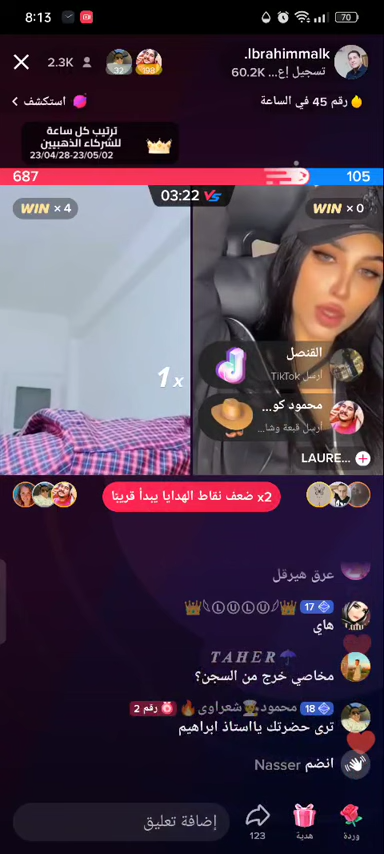 8:13
70
.Ibrahimmalk
تسجيل إع... 60.2K
2.3K
32
198
رقم 45 في الساعة
استكشف
ترتيب كل ساعة
للشركاء الذهبيين
23/04/28-23/05/02
687
105
03:22 VS
WIN × 4
WIN × 0
1x
القنصل
أرسل TikTok
محمود كو...
أرسل قبعة وشا...
LAURE...
x2 ضعف نقاط الهدايا يبدأ قريبًا
عرق هيرقل
17 👑ⓁⓊⓁⓊ👑
هاي
TAHER☂
مخاصي خرج من السجن؟
18 محمود👨‍🍳شعراوى🔥 رقم 2
ترى حضرتك يااستاذ ابراهيم
Nasser انضم
إضافة تعليق
123
هدية
وردة